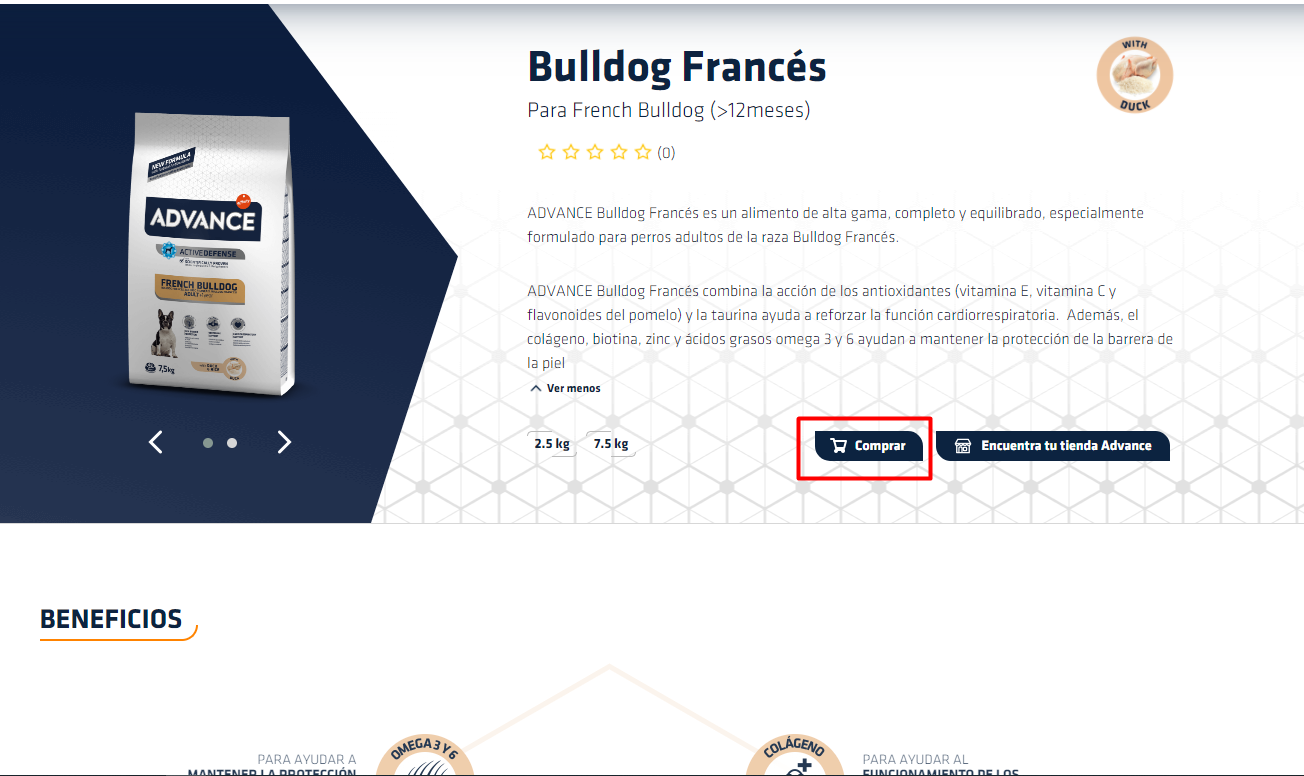 Bulldog Francés
Para French Bulldog (>12meses)
(0)
WITH
DUCK
ADVANCE Bulldog Francés es un alimento de alta gama, completo y equilibrado, especialmente
formulado para perros adultos de la raza Bulldog Francés.
ADVANCE Bulldog Francés combina la acción de los antioxidantes (vitamina E, vitamina C y
flavonoides del pomelo) y la taurina ayuda a reforzar la función cardiorrespiratoria.  Además, el
colágeno, biotina, zinc y ácidos grasos omega 3 y 6 ayudan a mantener la protección de la barrera de
la piel
Ver menos
2.5 kg
7.5 kg
Comprar
Encuentra tu tienda Advance
NEW FORMULA
ADVANCE
ACTIVE DEFENSE
FRENCH BULLDOG
ADULT
7,5kg
DUCK
BENEFICIOS
OMEGA 3 Y 6
PARA AYUDAR A
MANTENER LA PROTECCIÓN
COLÁGENO
PARA AYUDAR AL
FUNCIONAMIENTO DE LOS